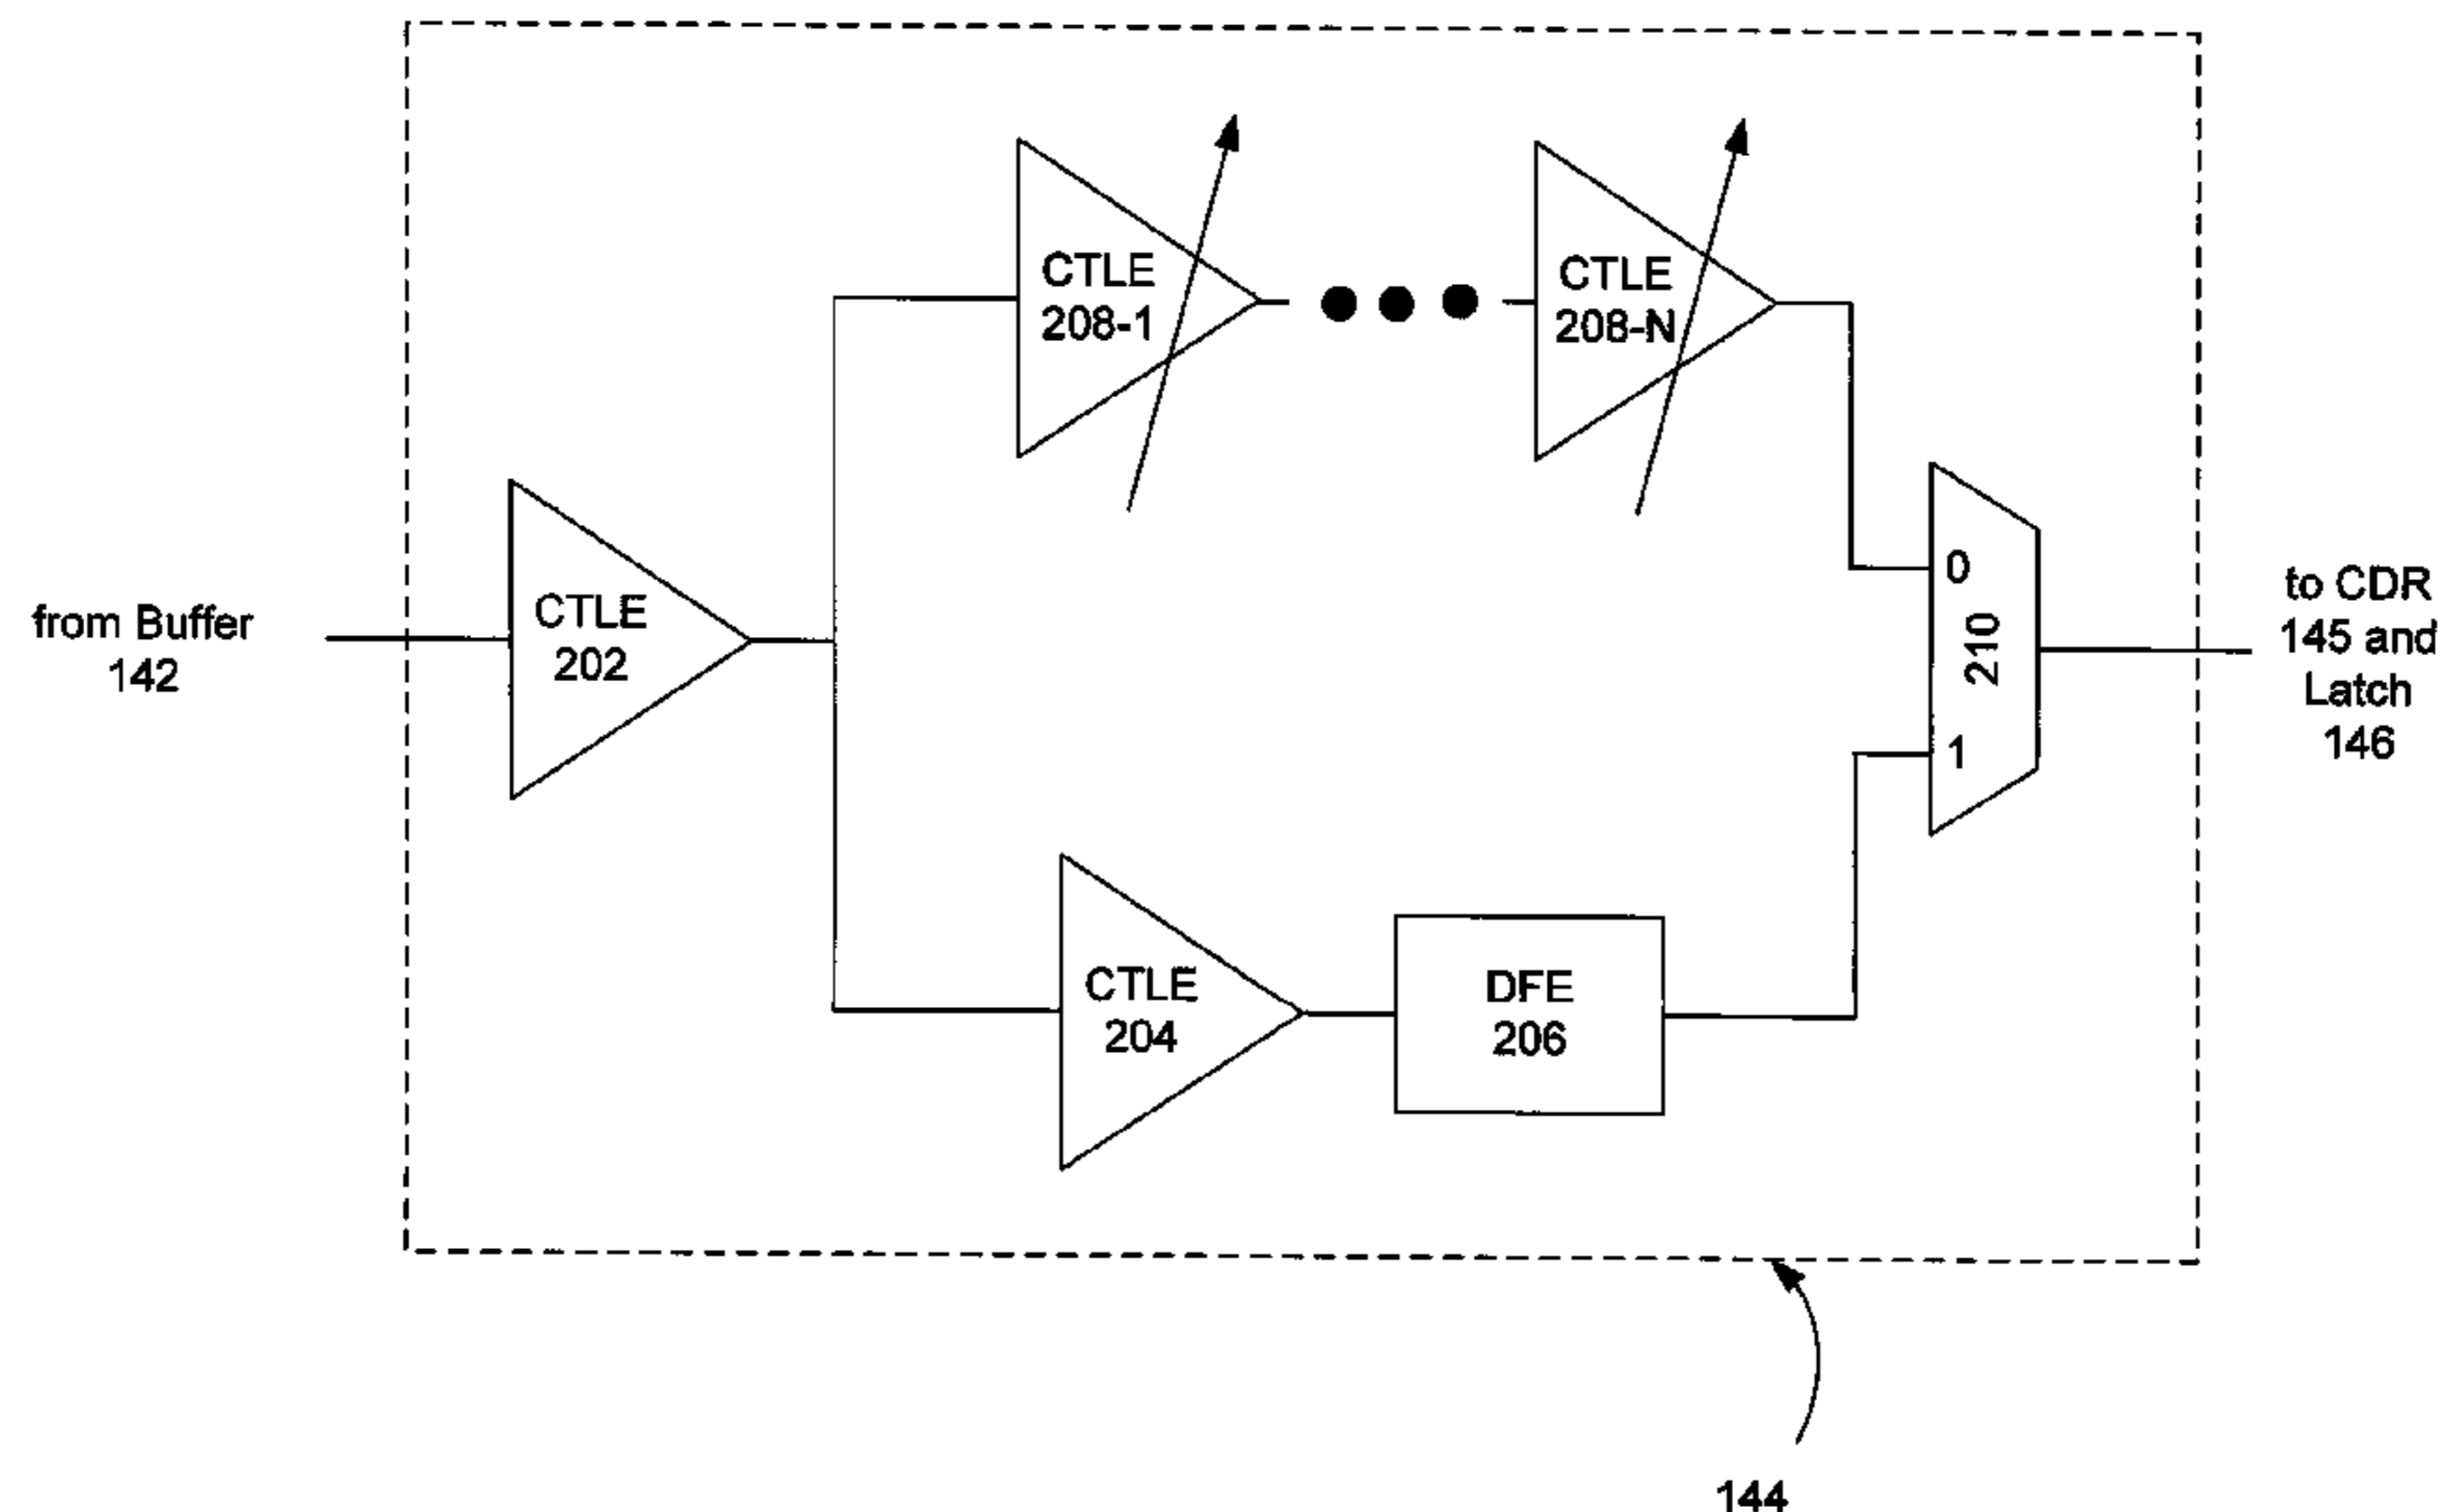 CTLE
208-1
CTLE
208-N
from Buffer
142
CTLE
202
0
210
1
to CDR
145 and
Latch
146
CTLE
204
DFE
206
144